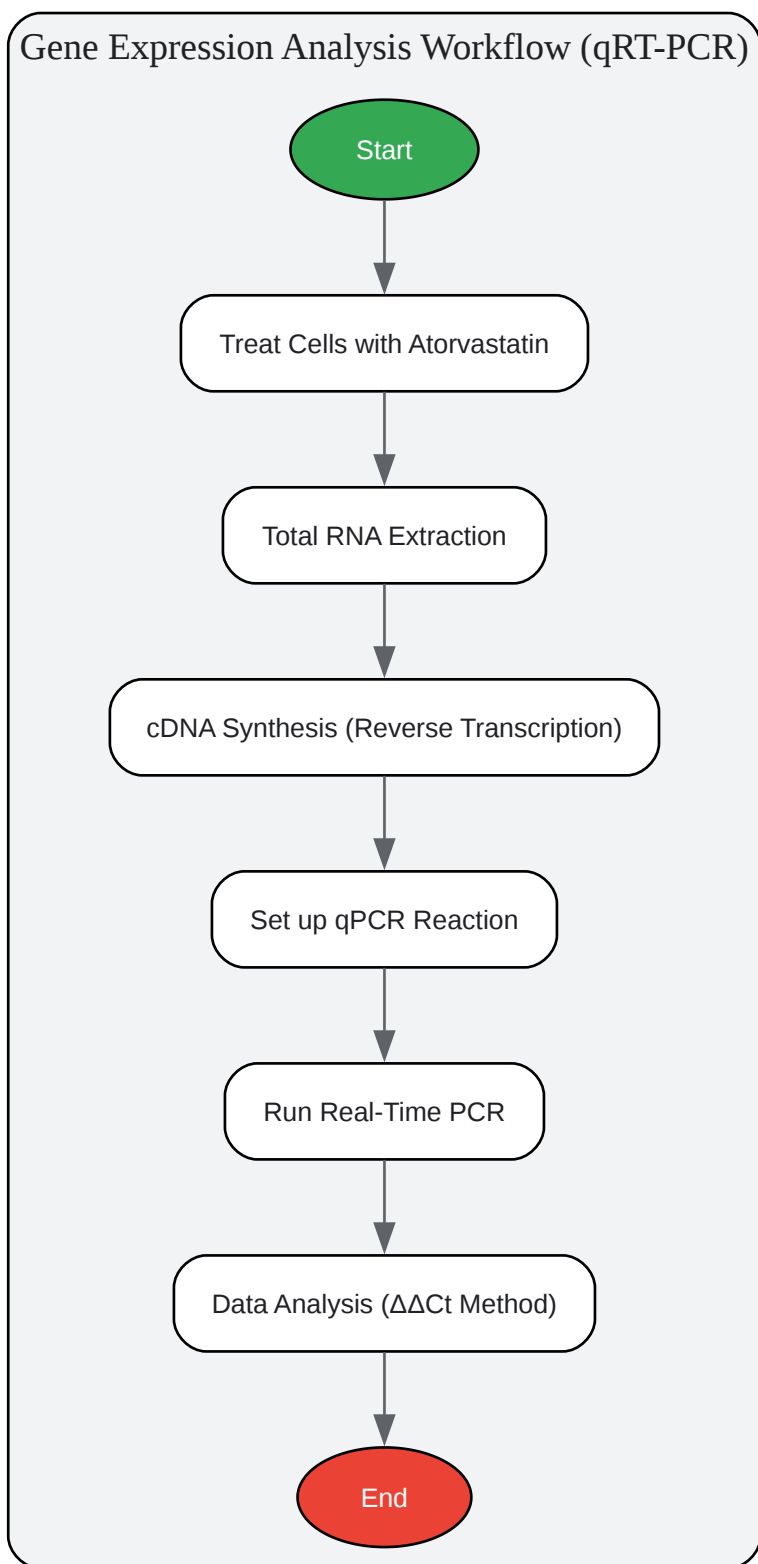 Gene Expression Analysis Workflow (qRT-PCR)
Start
Treat Cells with Atorvastatin
Total RNA Extraction
cDNA Synthesis (Reverse Transcription)
Set up qPCR Reaction
Run Real-Time PCR
Data Analysis (ΔΔCt Method)
End